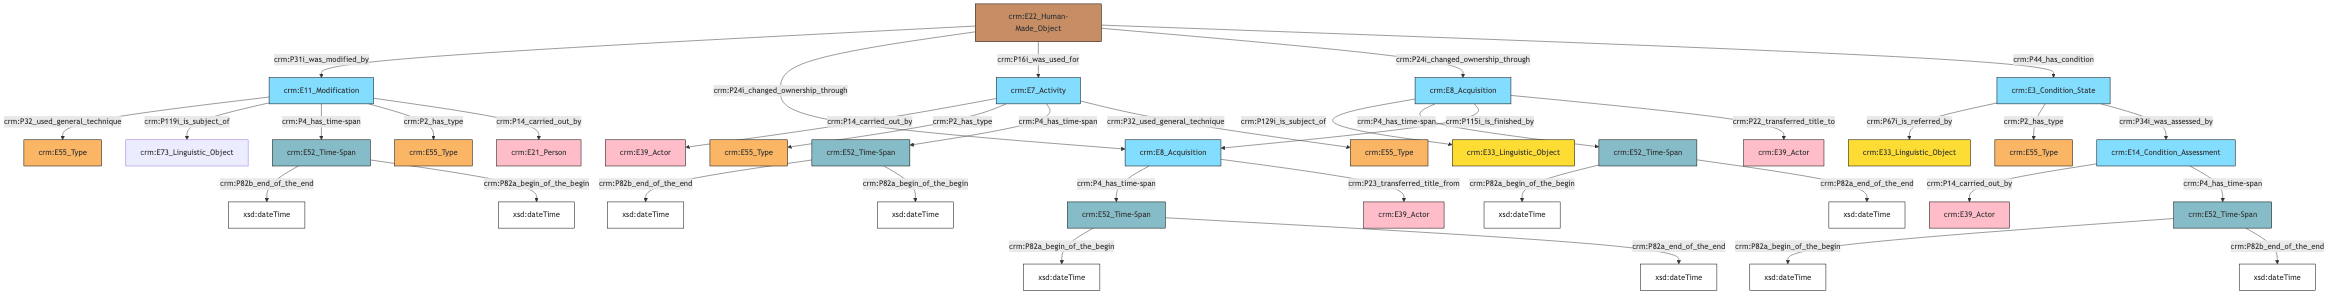 crm:E22_Human-
Made_Object
crm:P31i_was_modified_by
crm:P16i_was_used_for
crm:P24i_changed_ownership_through
crm:P44_has_condition
crm:P24i_changed_ownership_through
crm:E11_Modification
crm:E7_Activity
crm:E8_Acquisition
crm:E3_Condition_State
crm:P32_used_general_technique
crm:P119i_is_subject_of
crm:P4_has_time-span
crm:P2_has_type
crm:P14_carried_out_by
crm:P14_carried_out_by
crm:P2_has_type
crm:P4_has_time-span
crm:P32_used_general_technique
crm:P129i_is_subject_of
crm:P4_has_time-span
crm:P115i_is_finished_by
crm:P22_transferred_title_to
crm:P67i_is_referred_by
crm:P2_has_type
crm:P34i_was_assessed_by
crm:E55_Type
crm:E73_Linguistic_Object
crm:E52_Time-Span
crm:E55_Type
crm:E21_Person
crm:E39_Actor
crm:E55_Type
crm:E52_Time-Span
crm:E8_Acquisition
crm:E55_Type
crm:E33_Linguistic_Object
crm:E52_Time-Span
crm:E39_Actor
crm:E33_Linguistic_Object
crm:E55_Type
crm:E14_Condition_Assessment
crm:P82b_end_of_the_end
crm:P82a_begin_of_the_begin
crm:P82b_end_of_the_end
crm:P82a_begin_of_the_begin
crm:P4_has_time-span
crm:P23_transferred_title_from
crm:P82a_begin_of_the_begin
crm:P82a_end_of_the_end
crm:P14_carried_out_by
crm:P4_has_time-span
xsd:dateTime
xsd:dateTime
xsd:dateTime
xsd:dateTime
crm:E52_Time-Span
crm:E39_Actor
xsd:dateTime
xsd:dateTime
crm:E39_Actor
crm:E52_Time-Span
crm:P82a_begin_of_the_begin
crm:P82a_end_of_the_end
crm:P82a_begin_of_the_begin
crm:P82b_end_of_the_end
xsd:dateTime
xsd:dateTime
xsd:dateTime
xsd:dateTime